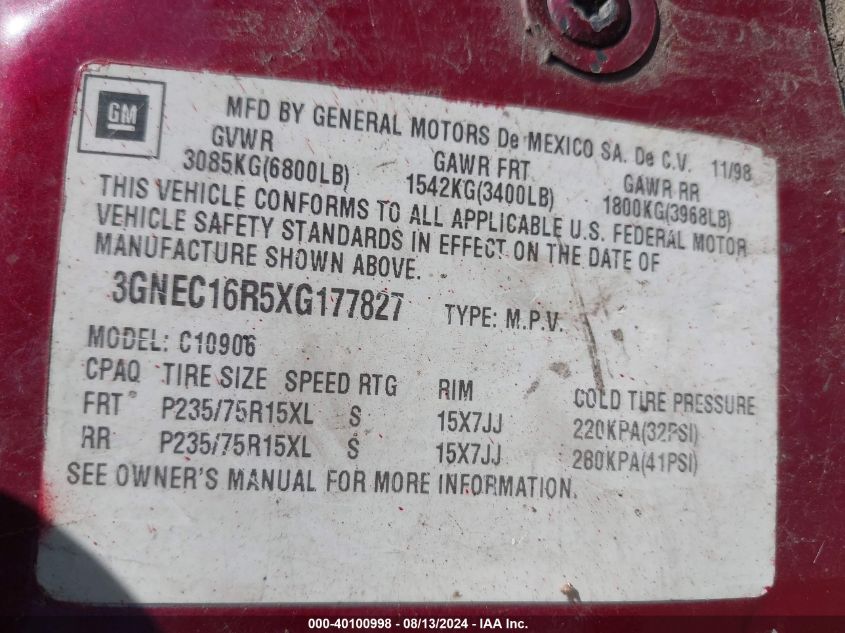 GM
MFD BY GENERAL MOTORS De MEXICO SA. De C.V. 11/98
GVWR GAWR FRT GAWR RR
3085KG(6800LB) 1542KG(3400LB) 1800KG(3968LB)
THIS VEHICLE CONFORMS TO ALL APPLICABLE U.S. FEDERAL MOTOR
VEHICLE SAFETY STANDARDS IN EFFECT ON THE DATE OF
MANUFACTURE SHOWN ABOVE.
3GNEC16R5XG177827 TYPE: M.P.V.
MODEL: C10906
CPAQ TIRE SIZE SPEED RTG RIM COLD TIRE PRESSURE
FRT P235/75R15XL S 15X7JJ 220KPA(32PSI)
RR P235/75R15XL S 15X7JJ 280KPA(41PSI)
SEE OWNER'S MANUAL FOR MORE INFORMATION.
000-40100998 - 08/13/2024 - IAA Inc.